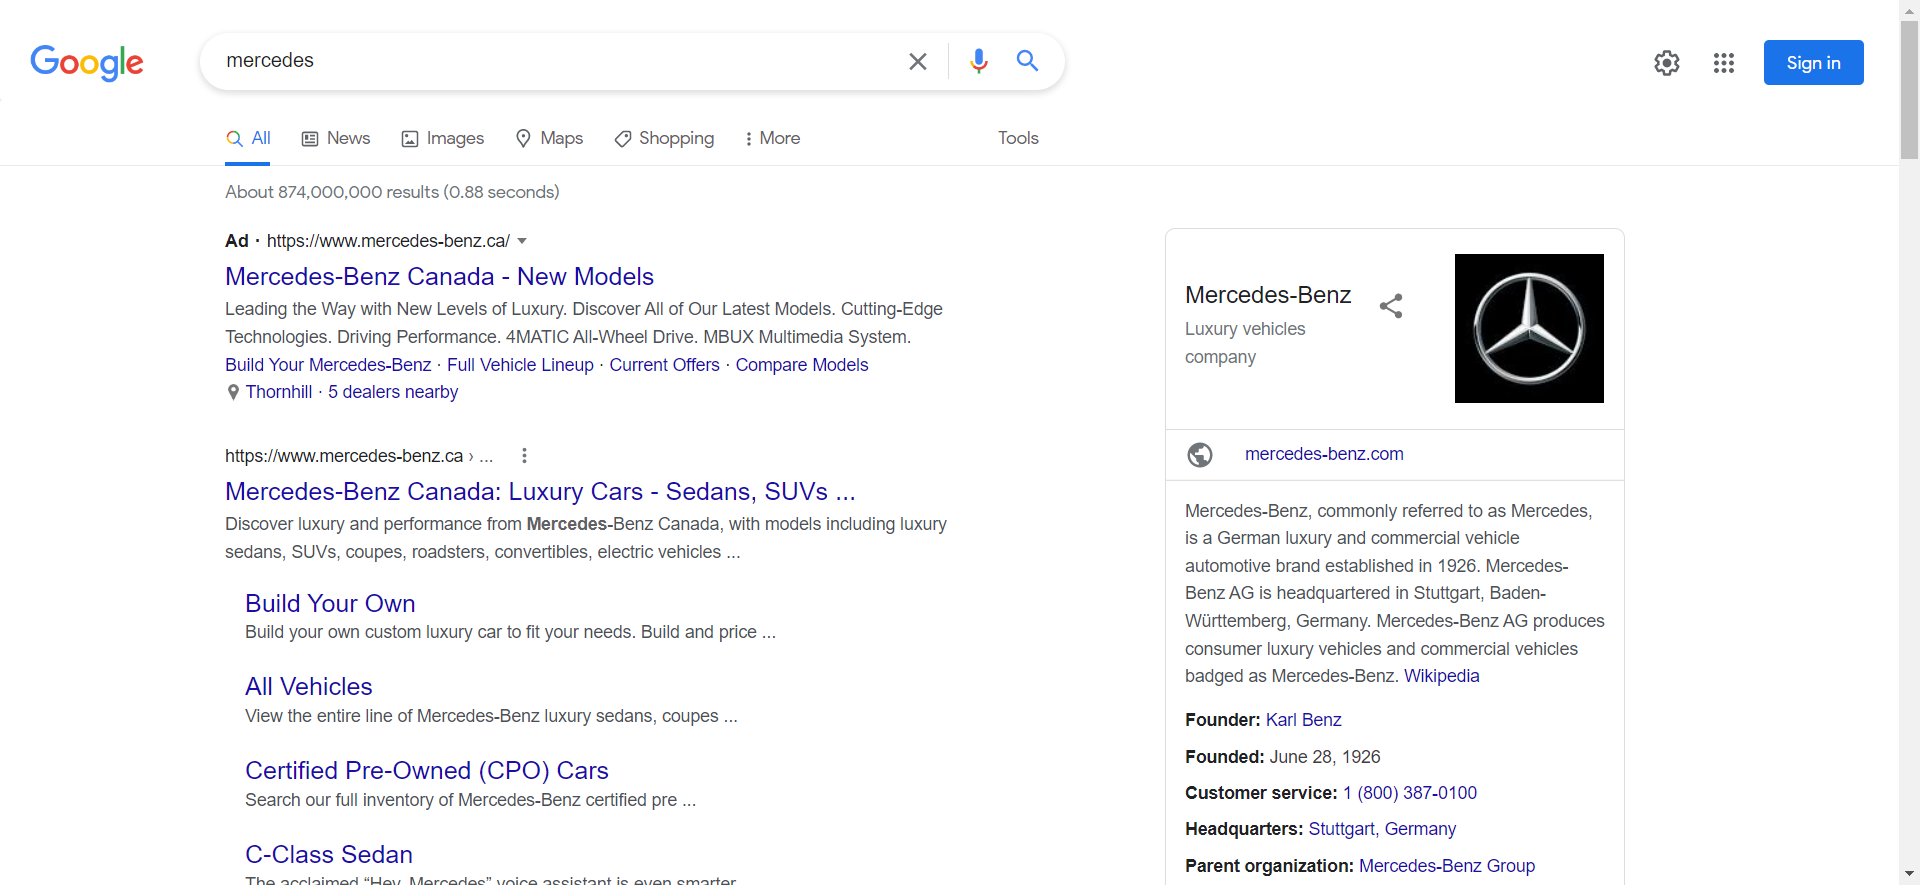 Google
mercedes
Sign in
All
News
Images
Maps
Shopping
More
Tools
About 874,000,000 results (0.88 seconds)
Ad · https://www.mercedes-benz.ca/
Mercedes-Benz Canada - New Models
Leading the Way with New Levels of Luxury. Discover All of Our Latest Models. Cutting-Edge
Technologies. Driving Performance. 4MATIC All-Wheel Drive. MBUX Multimedia System.
Build Your Mercedes-Benz · Full Vehicle Lineup · Current Offers · Compare Models
Thornhill · 5 dealers nearby
https://www.mercedes-benz.ca › ...
Mercedes-Benz Canada: Luxury Cars - Sedans, SUVs ...
Discover luxury and performance from Mercedes-Benz Canada, with models including luxury
sedans, SUVs, coupes, roadsters, convertibles, electric vehicles ...
Build Your Own
Build your own custom luxury car to fit your needs. Build and price ...
All Vehicles
View the entire line of Mercedes-Benz luxury sedans, coupes ...
Certified Pre-Owned (CPO) Cars
Search our full inventory of Mercedes-Benz certified pre ...
C-Class Sedan
The acclaimed “Hey, Mercedes” voice assistant is even smarter
Mercedes-Benz
Luxury vehicles
company
mercedes-benz.com
Mercedes-Benz, commonly referred to as Mercedes,
is a German luxury and commercial vehicle
automotive brand established in 1926. Mercedes-
Benz AG is headquartered in Stuttgart, Baden-
Württemberg, Germany. Mercedes-Benz AG produces
consumer luxury vehicles and commercial vehicles
badged as Mercedes-Benz. Wikipedia
Founder: Karl Benz
Founded: June 28, 1926
Customer service: 1 (800) 387-0100
Headquarters: Stuttgart, Germany
Parent organization: Mercedes-Benz Group